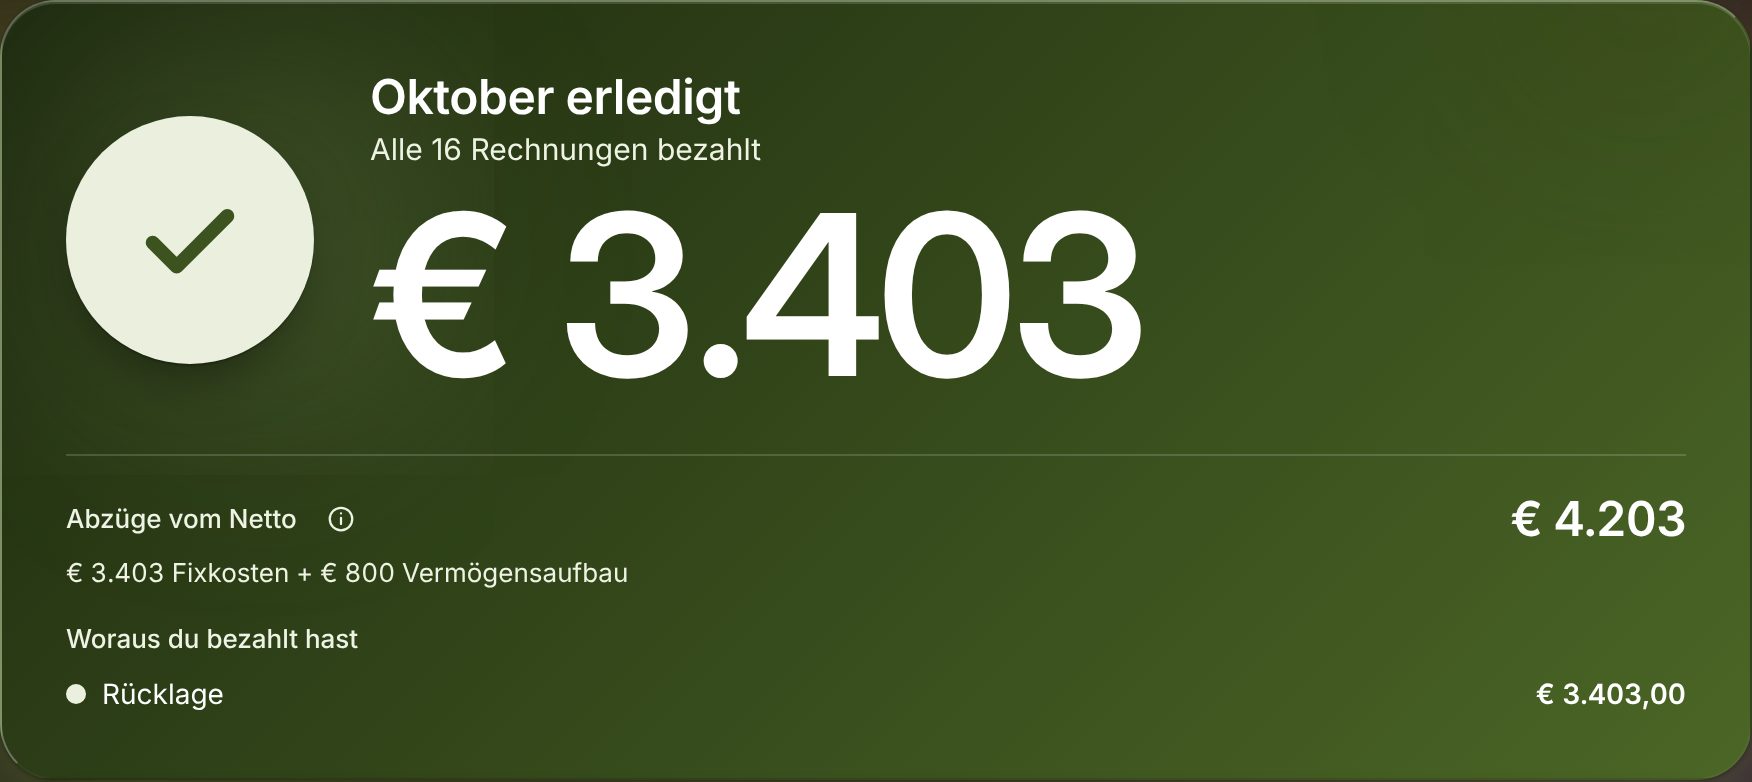 Oktober erledigt
Alle 16 Rechnungen bezahlt
€ 3.403
Abzüge vom Netto
€ 4.203
€ 3.403 Fixkosten + € 800 Vermögensaufbau
Woraus du bezahlt hast
Rücklage
€ 3.403,00